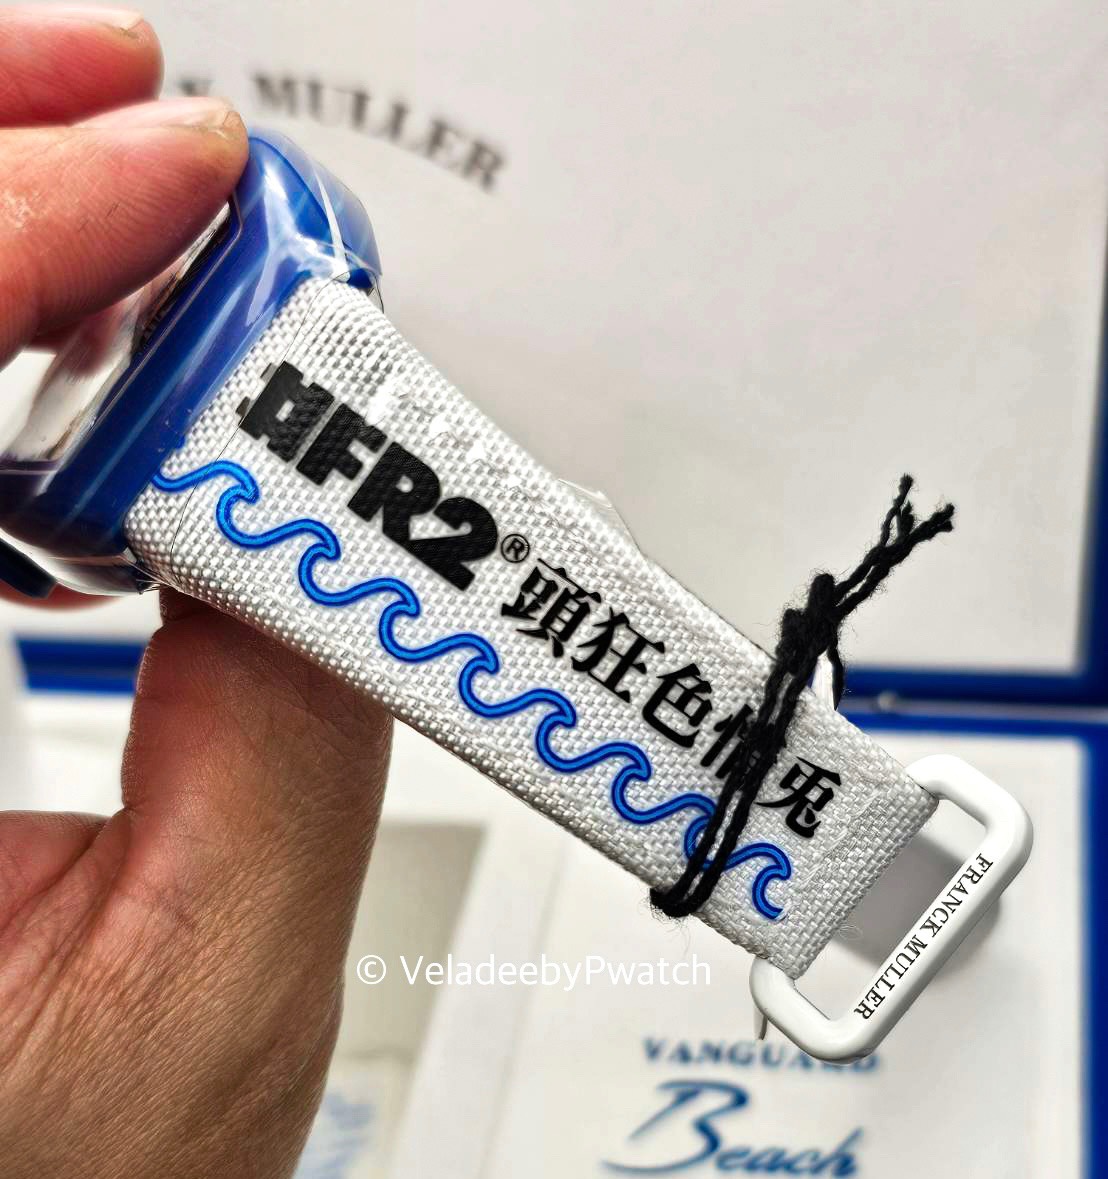 MULLER
#FR2®頭狂色情兎
FRANCK MULLER
© VeladeebyPwatch
VANGUARD
Beach